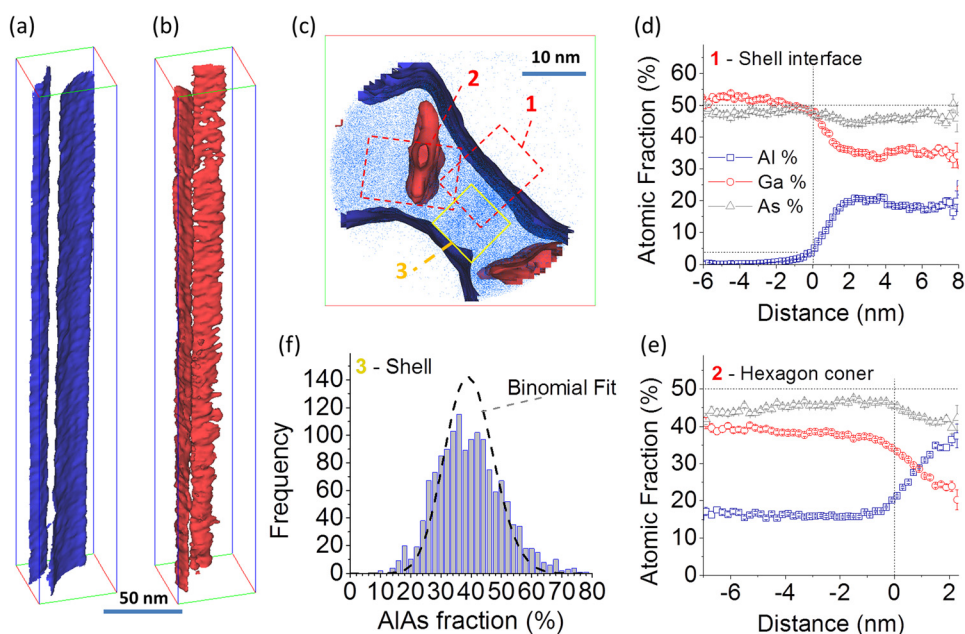 (a)
(b)
50 nm
(c)
10 nm
2
1
3
(d)
1 - Shell interface
Atomic Fraction (%)
60
50
40
30
20
10
0
Al %
Ga %
As %
-6 -4 -2 0 2 4 6 8
Distance (nm)
(f)
3 - Shell
Binomial Fit
Frequency
140
120
100
80
60
40
20
0
0 10 20 30 40 50 60 70 80
AlAs fraction (%)
(e)
2 - Hexagon coner
Atomic Fraction (%)
50
40
30
20
10
0
-6 -4 -2 0 2
Distance (nm)